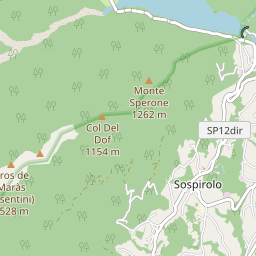 Monte
Sperone
1262 m
Col Del
Dof
1154 m
SP12dir
ros de
Maràs
sentini)
528 m
Sospirolo